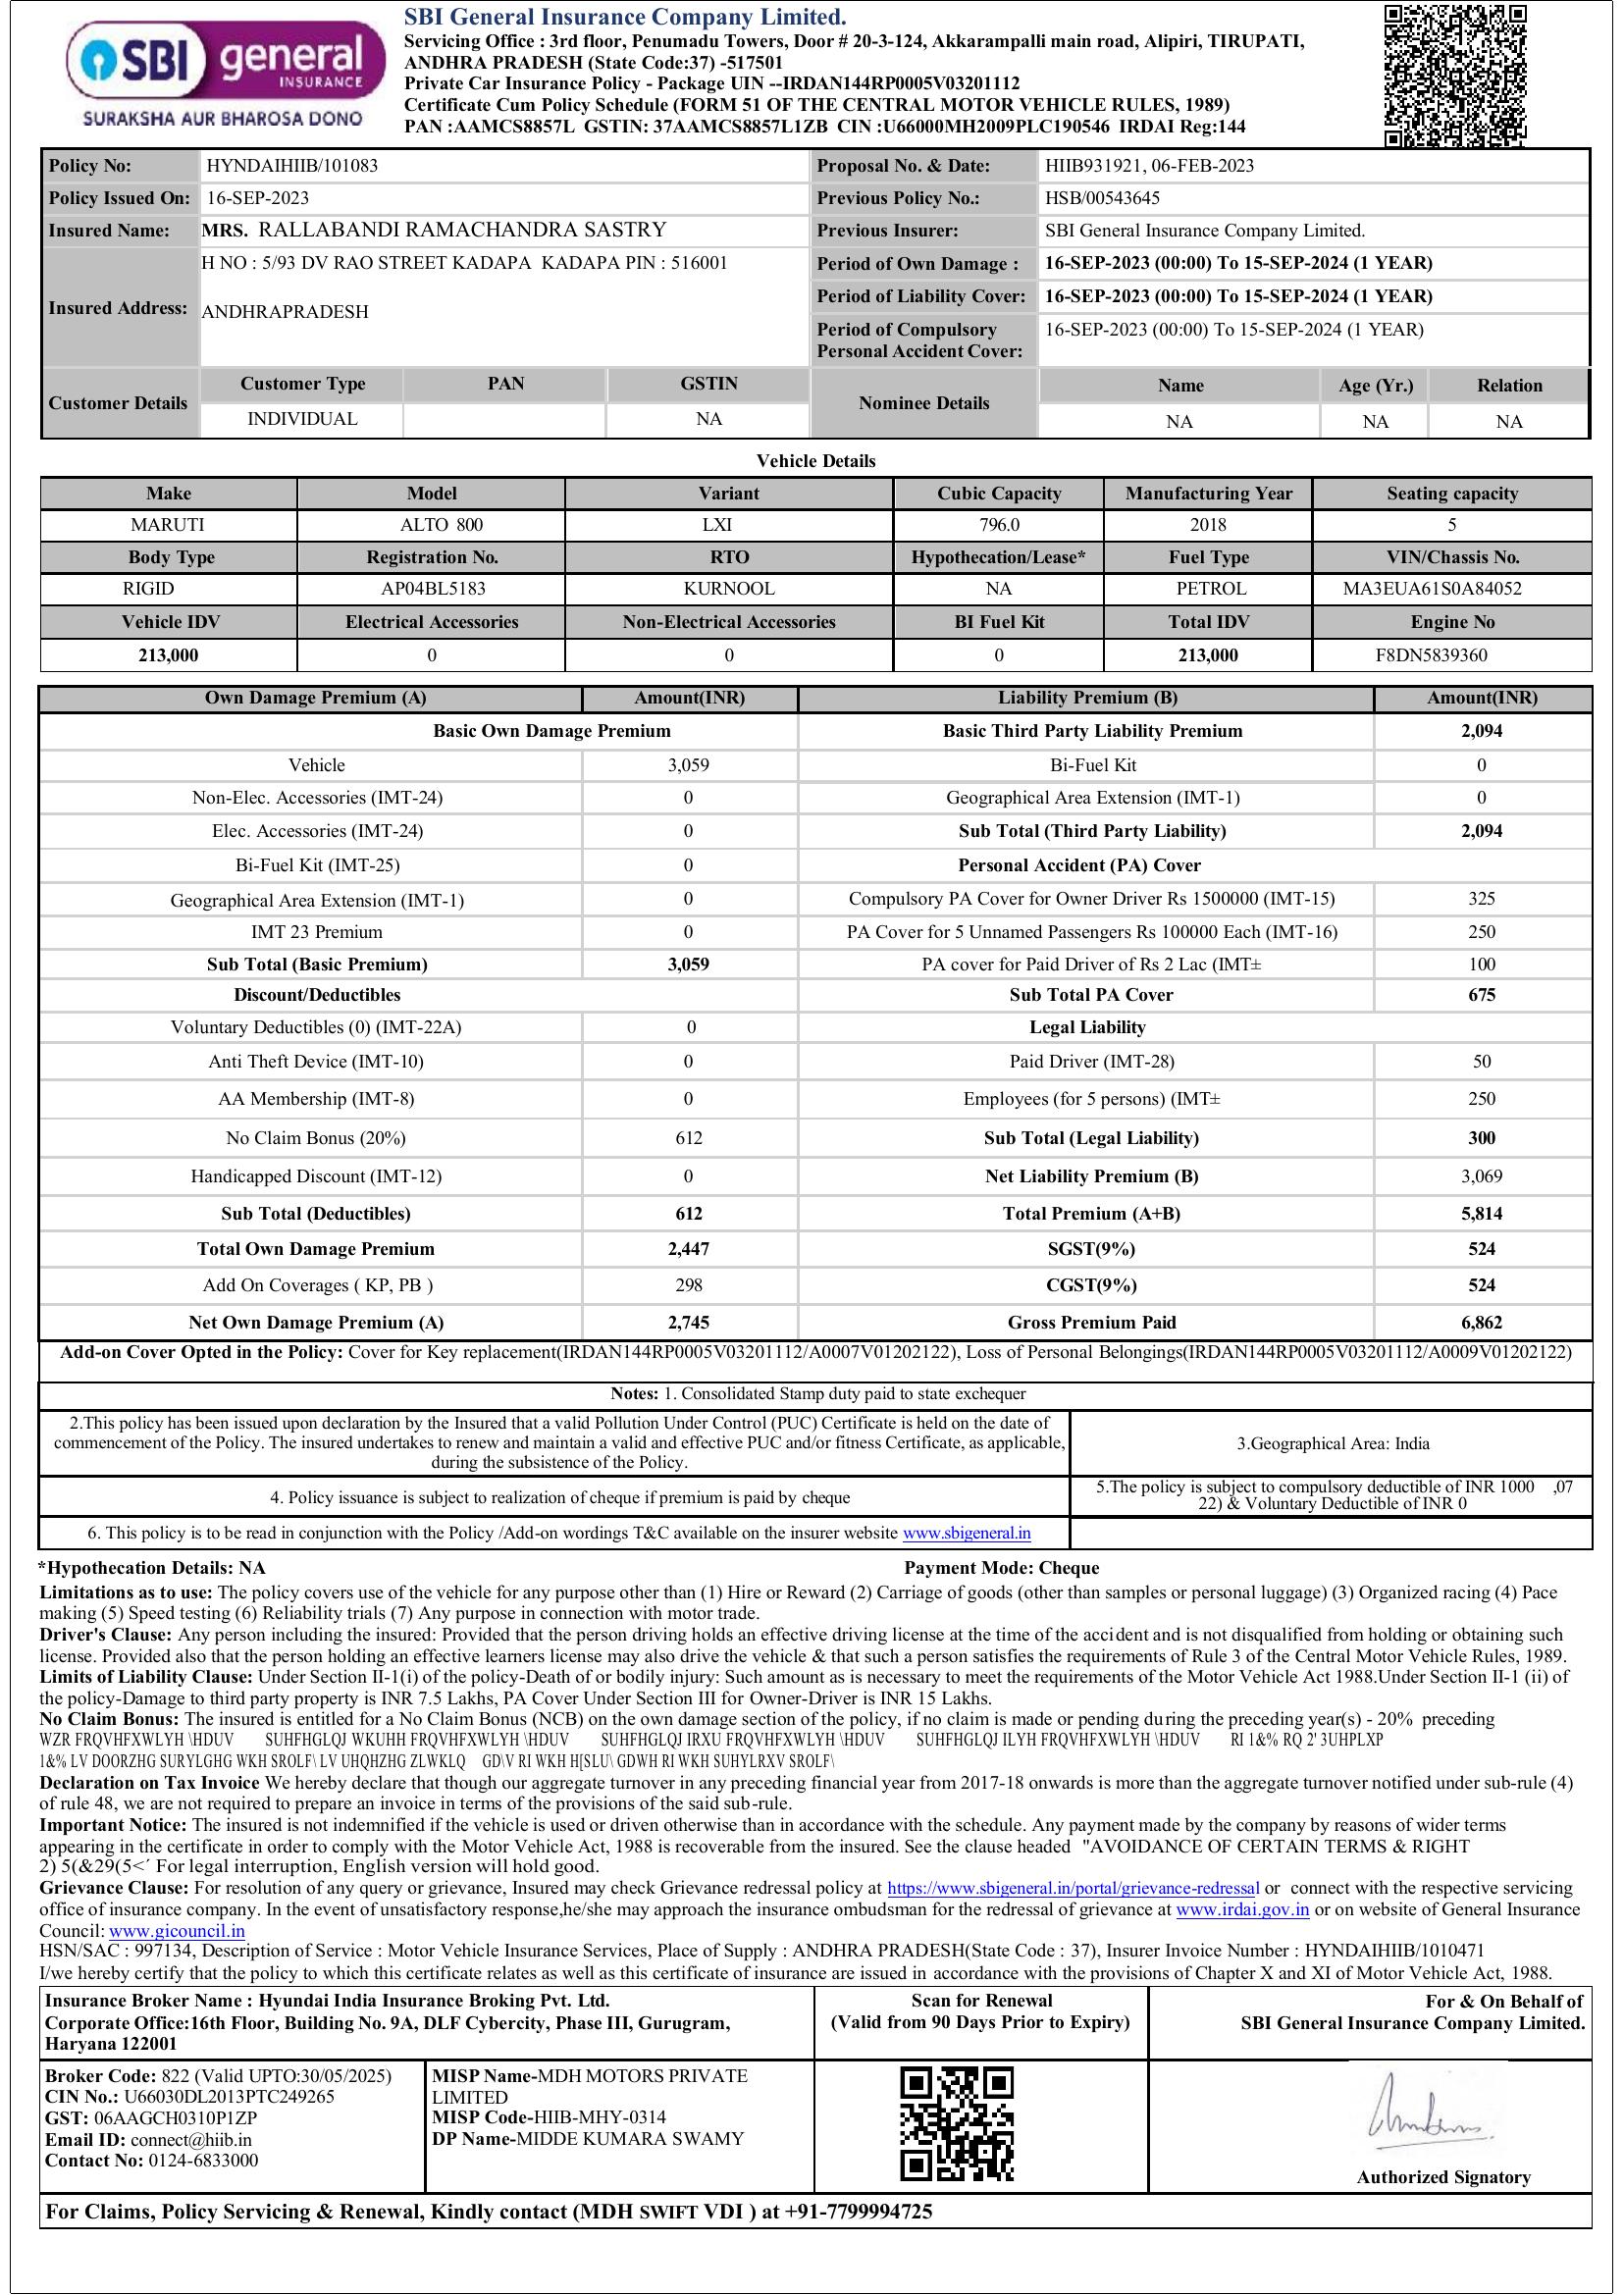 SBI general
INSURANCE
SURAKSHA AUR BHAROSA DONO
SBI General Insurance Company Limited.
Servicing Office : 3rd floor, Penumadu Towers, Door # 20-3-124, Akkarampalli main road, Alipiri, TIRUPATI,
ANDHRA PRADESH (State Code:37) -517501
Private Car Insurance Policy - Package UIN --IRDAN144RP0005V03201112
Certificate Cum Policy Schedule (FORM 51 OF THE CENTRAL MOTOR VEHICLE RULES, 1989)
PAN :AAMCS8857L GSTIN: 37AAMCS8857L1ZB CIN :U66000MH2009PLC190546 IRDAI Reg:144
Policy No: HYNDAIHIIB/101083 Proposal No. & Date: HIIB931921, 06-FEB-2023
Policy Issued On: 16-SEP-2023 Previous Policy No.: HSB/00543645
Insured Name: MRS. RALLABANDI RAMACHANDRA SASTRY Previous Insurer: SBI General Insurance Company Limited.
H NO : 5/93 DV RAO STREET KADAPA KADAPA PIN : 516001 Period of Own Damage : 16-SEP-2023 (00:00) To 15-SEP-2024 (1 YEAR)
Insured Address: ANDHRAPRADESH Period of Liability Cover: 16-SEP-2023 (00:00) To 15-SEP-2024 (1 YEAR)
Period of Compulsory 16-SEP-2023 (00:00) To 15-SEP-2024 (1 YEAR)
Personal Accident Cover:
Customer Details Customer Type PAN GSTIN Nominee Details Name Age (Yr.) Relation
INDIVIDUAL NA NA NA NA
Vehicle Details
Make Model Variant Cubic Capacity Manufacturing Year Seating capacity
MARUTI ALTO 800 LXI 796.0 2018 5
Body Type Registration No. RTO Hypothecation/Lease* Fuel Type VIN/Chassis No.
RIGID AP04BL5183 KURNOOL NA PETROL MA3EUA61S0A84052
Vehicle IDV Electrical Accessories Non-Electrical Accessories BI Fuel Kit Total IDV Engine No
213,000 0 0 0 213,000 F8DN5839360
Own Damage Premium (A) Amount(INR) Liability Premium (B) Amount(INR)
Basic Own Damage Premium Basic Third Party Liability Premium 2,094
Vehicle 3,059 Bi-Fuel Kit 0
Non-Elec. Accessories (IMT-24) 0 Geographical Area Extension (IMT-1) 0
Elec. Accessories (IMT-24) 0 Sub Total (Third Party Liability) 2,094
Bi-Fuel Kit (IMT-25) 0 Personal Accident (PA) Cover
Geographical Area Extension (IMT-1) 0 Compulsory PA Cover for Owner Driver Rs 1500000 (IMT-15) 325
IMT 23 Premium 0 PA Cover for 5 Unnamed Passengers Rs 100000 Each (IMT-16) 250
Sub Total (Basic Premium) 3,059 PA cover for Paid Driver of Rs 2 Lac (IMT± 100
Discount/Deductibles Sub Total PA Cover 675
Voluntary Deductibles (0) (IMT-22A) 0 Legal Liability
Anti Theft Device (IMT-10) 0 Paid Driver (IMT-28) 50
AA Membership (IMT-8) 0 Employees (for 5 persons) (IMT± 250
No Claim Bonus (20%) 612 Sub Total (Legal Liability) 300
Handicapped Discount (IMT-12) 0 Net Liability Premium (B) 3,069
Sub Total (Deductibles) 612 Total Premium (A+B) 5,814
Total Own Damage Premium 2,447 SGST(9%) 524
Add On Coverages ( KP, PB ) 298 CGST(9%) 524
Net Own Damage Premium (A) 2,745 Gross Premium Paid 6,862
Add-on Cover Opted in the Policy: Cover for Key replacement(IRDAN144RP0005V03201112/A0007V01202122), Loss of Personal Belongings(IRDAN144RP0005V03201112/A0009V01202122)
Notes: 1. Consolidated Stamp duty paid to state exchequer
2.This policy has been issued upon declaration by the Insured that a valid Pollution Under Control (PUC) Certificate is held on the date of
commencement of the Policy. The insured undertakes to renew and maintain a valid and effective PUC and/or fitness Certificate, as applicable,
during the subsistence of the Policy.
3.Geographical Area: India
4. Policy issuance is subject to realization of cheque if premium is paid by cheque
5.The policy is subject to compulsory deductible of INR 1000 ,07
22) & Voluntary Deductible of INR 0
6. This policy is to be read in conjunction with the Policy /Add-on wordings T&C available on the insurer website www.sbigeneral.in
*Hypothecation Details: NA Payment Mode: Cheque
Limitations as to use: The policy covers use of the vehicle for any purpose other than (1) Hire or Reward (2) Carriage of goods (other than samples or personal luggage) (3) Organized racing (4) Pace
making (5) Speed testing (6) Reliability trials (7) Any purpose in connection with motor trade.
Driver's Clause: Any person including the insured: Provided that the person driving holds an effective driving license at the time of the accident and is not disqualified from holding or obtaining such
license. Provided also that the person holding an effective learners license may also drive the vehicle & that such a person satisfies the requirements of Rule 3 of the Central Motor Vehicle Rules, 1989.
Limits of Liability Clause: Under Section II-1(i) of the policy-Death of or bodily injury: Such amount as is necessary to meet the requirements of the Motor Vehicle Act 1988.Under Section II-1 (ii) of
the policy-Damage to third party property is INR 7.5 Lakhs, PA Cover Under Section III for Owner-Driver is INR 15 Lakhs.
No Claim Bonus: The insured is entitled for a No Claim Bonus (NCB) on the own damage section of the policy, if no claim is made or pending during the preceding year(s) - 20% preceding
WZR FRQVHFXWLYH \HDUV SUHFHGLQJ WKUHH FRQVHFXWLYH \HDUV SUHFHGLQJ IRXU FRQVHFXWLYH \HDUV SUHFHGLQJ ILYH FRQVHFXWLYH \HDUV RI 1&% RQ 2' 3UHPLXP
1&% LV DOORZHG SURYLGHG WKH SROLF\ LV UHQHZHG ZLWKLQ GD\V RI WKH H[SLU\ GDWH RI WKH SUHYLRXV SROLF\
Declaration on Tax Invoice We hereby declare that though our aggregate turnover in any preceding financial year from 2017-18 onwards is more than the aggregate turnover notified under sub-rule (4)
of rule 48, we are not required to prepare an invoice in terms of the provisions of the said sub-rule.
Important Notice: The insured is not indemnified if the vehicle is used or driven otherwise than in accordance with the schedule. Any payment made by the company by reasons of wider terms
appearing in the certificate in order to comply with the Motor Vehicle Act, 1988 is recoverable from the insured. See the clause headed "AVOIDANCE OF CERTAIN TERMS & RIGHT
2) 5(&29(5<´ For legal interruption, English version will hold good.
Grievance Clause: For resolution of any query or grievance, Insured may check Grievance redressal policy at https://www.sbigeneral.in/portal/grievance-redressal or connect with the respective servicing
office of insurance company. In the event of unsatisfactory response,he/she may approach the insurance ombudsman for the redressal of grievance at www.irdai.gov.in or on website of General Insurance
Council: www.gicouncil.in
HSN/SAC : 997134, Description of Service : Motor Vehicle Insurance Services, Place of Supply : ANDHRA PRADESH(State Code : 37), Insurer Invoice Number : HYNDAIHIIB/1010471
I/we hereby certify that the policy to which this certificate relates as well as this certificate of insurance are issued in accordance with the provisions of Chapter X and XI of Motor Vehicle Act, 1988.
Insurance Broker Name : Hyundai India Insurance Broking Pvt. Ltd.
Corporate Office:16th Floor, Building No. 9A, DLF Cybercity, Phase III, Gurugram,
Haryana 122001
Scan for Renewal
(Valid from 90 Days Prior to Expiry)
For & On Behalf of
SBI General Insurance Company Limited.
Broker Code: 822 (Valid UPTO:30/05/2025)
CIN No.: U66030DL2013PTC249265
GST: 06AAGCH0310P1ZP
Email ID: connect@hiib.in
Contact No: 0124-6833000
MISP Name-MDH MOTORS PRIVATE
LIMITED
MISP Code-HIIB-MHY-0314
DP Name-MIDDE KUMARA SWAMY
Authorized Signatory
For Claims, Policy Servicing & Renewal, Kindly contact (MDH SWIFT VDI ) at +91-7799994725